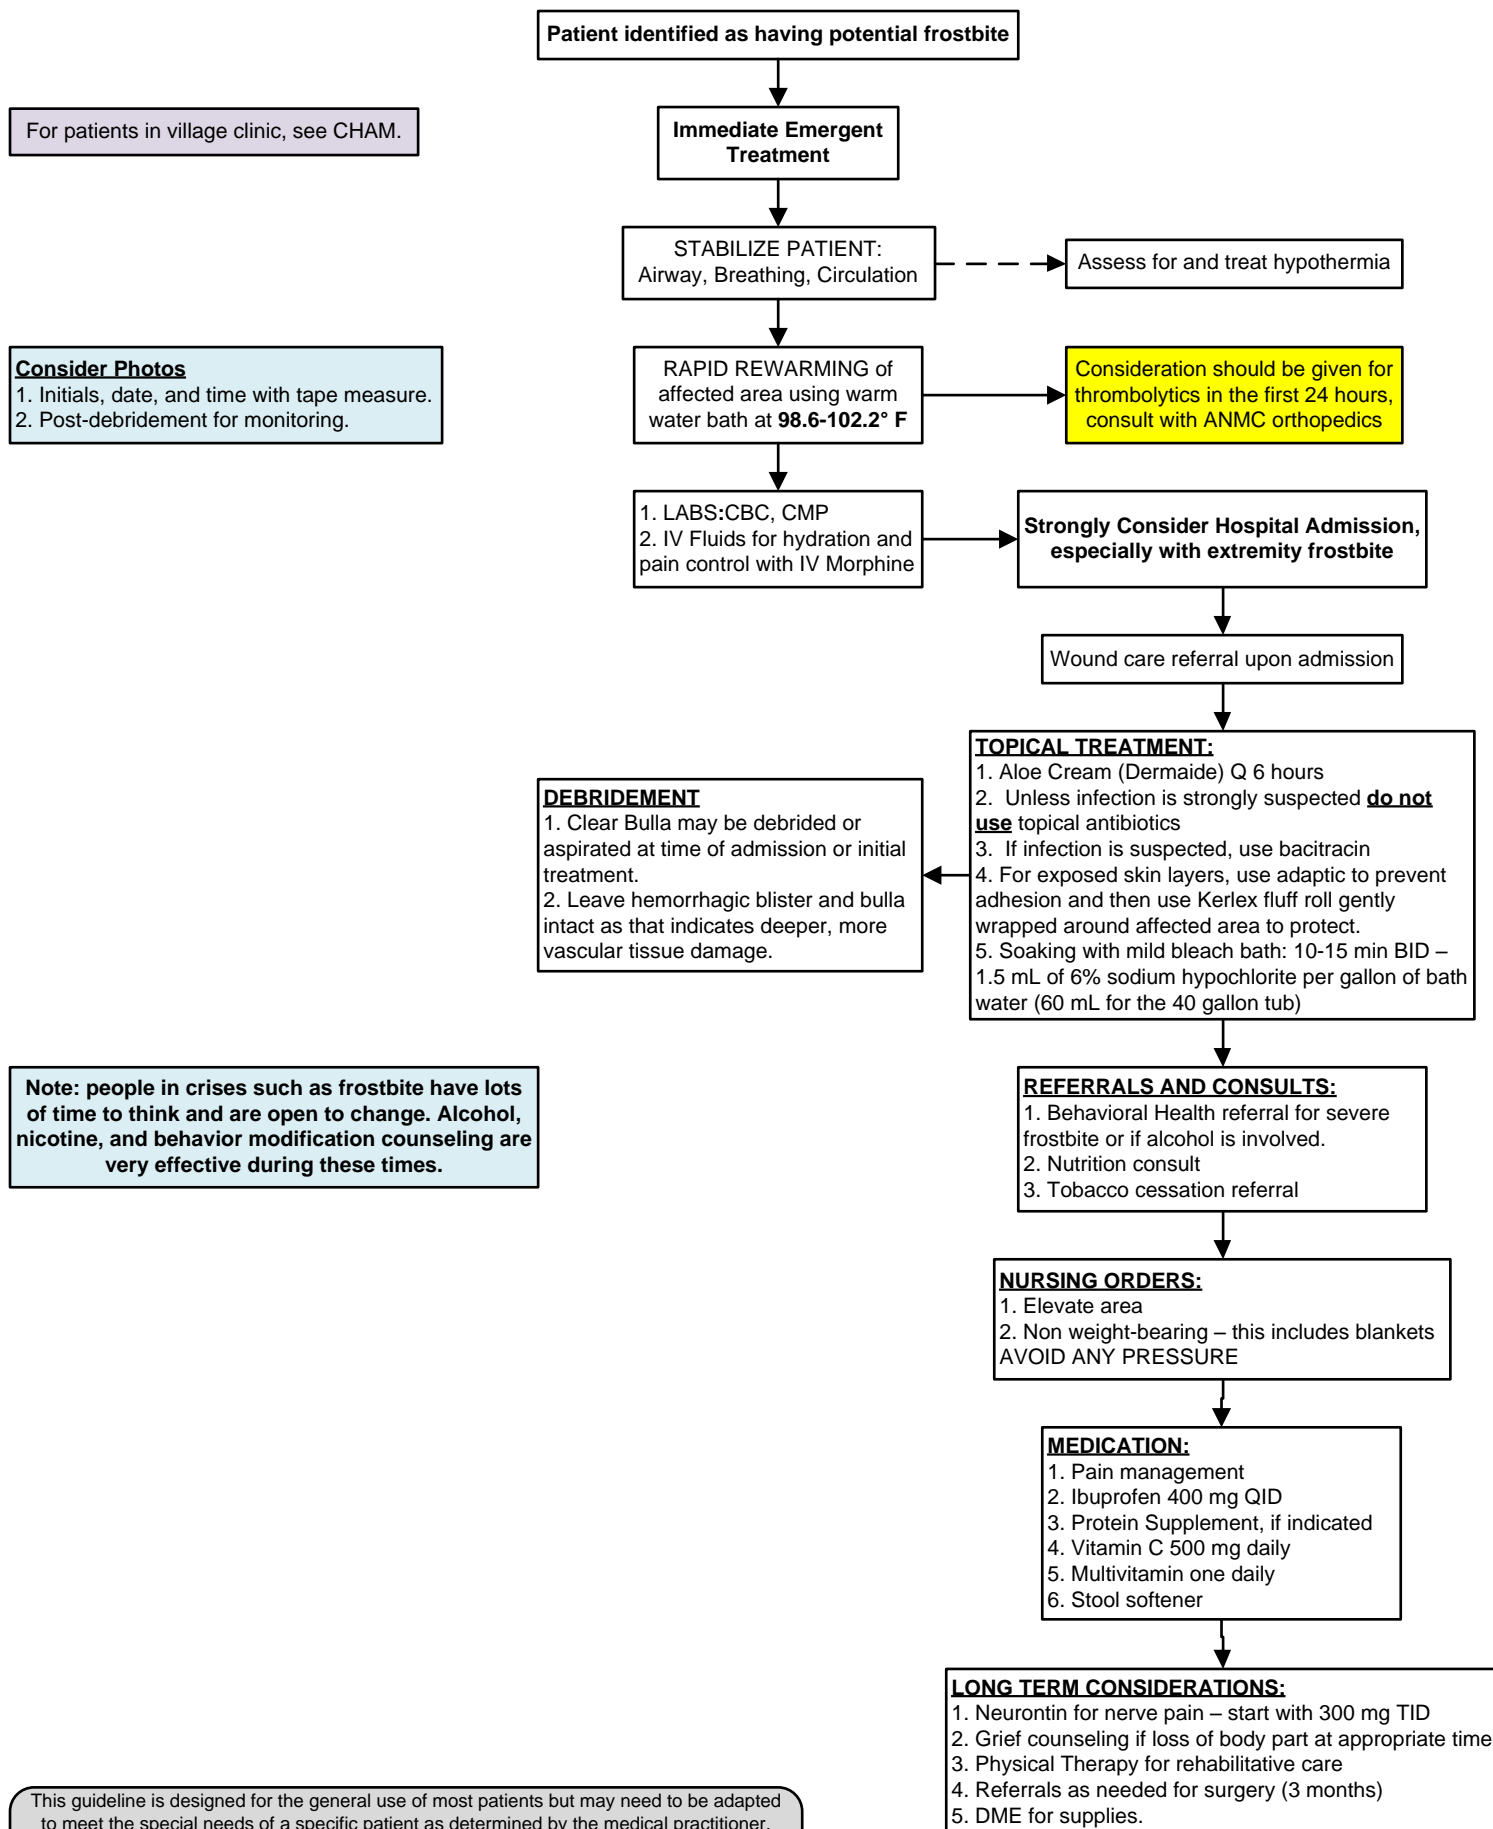 Patient identified as having potential frostbite
For patients in village clinic, see CHAM.
Immediate Emergent
Treatment
STABILIZE PATIENT:
Airway, Breathing, Circulation
Assess for and treat hypothermia
Consider Photos
1. Initials, date, and time with tape measure.
2. Post-debridement for monitoring.
RAPID REWARMING of
affected area using warm
water bath at 98.6-102.2° F
Consideration should be given for
thrombolytics in the first 24 hours,
consult with ANMC orthopedics
1. LABS:CBC, CMP
2. IV Fluids for hydration and
pain control with IV Morphine
Strongly Consider Hospital Admission,
especially with extremity frostbite
Wound care referral upon admission
TOPICAL TREATMENT:
1. Aloe Cream (Dermaide) Q 6 hours
2.  Unless infection is strongly suspected do not
use topical antibiotics
3.  If infection is suspected, use bacitracin
4. For exposed skin layers, use adaptic to prevent
adhesion and then use Kerlex fluff roll gently
wrapped around affected area to protect.
5. Soaking with mild bleach bath: 10-15 min BID –
1.5 mL of 6% sodium hypochlorite per gallon of bath
water (60 mL for the 40 gallon tub)
DEBRIDEMENT
1. Clear Bulla may be debrided or
aspirated at time of admission or initial
treatment.
2. Leave hemorrhagic blister and bulla
intact as that indicates deeper, more
vascular tissue damage.
Note: people in crises such as frostbite have lots
of time to think and are open to change. Alcohol,
nicotine, and behavior modification counseling are
very effective during these times.
REFERRALS AND CONSULTS:
1. Behavioral Health referral for severe
frostbite or if alcohol is involved.
2. Nutrition consult
3. Tobacco cessation referral
NURSING ORDERS:
1. Elevate area
2. Non weight-bearing – this includes blankets
AVOID ANY PRESSURE
MEDICATION:
1. Pain management
2. Ibuprofen 400 mg QID
3. Protein Supplement, if indicated
4. Vitamin C 500 mg daily
5. Multivitamin one daily
6. Stool softener
LONG TERM CONSIDERATIONS:
1. Neurontin for nerve pain – start with 300 mg TID
2. Grief counseling if loss of body part at appropriate time
3. Physical Therapy for rehabilitative care
4. Referrals as needed for surgery (3 months)
5. DME for supplies.
This guideline is designed for the general use of most patients but may need to be adapted
to meet the special needs of a specific patient as determined by the medical practitioner.